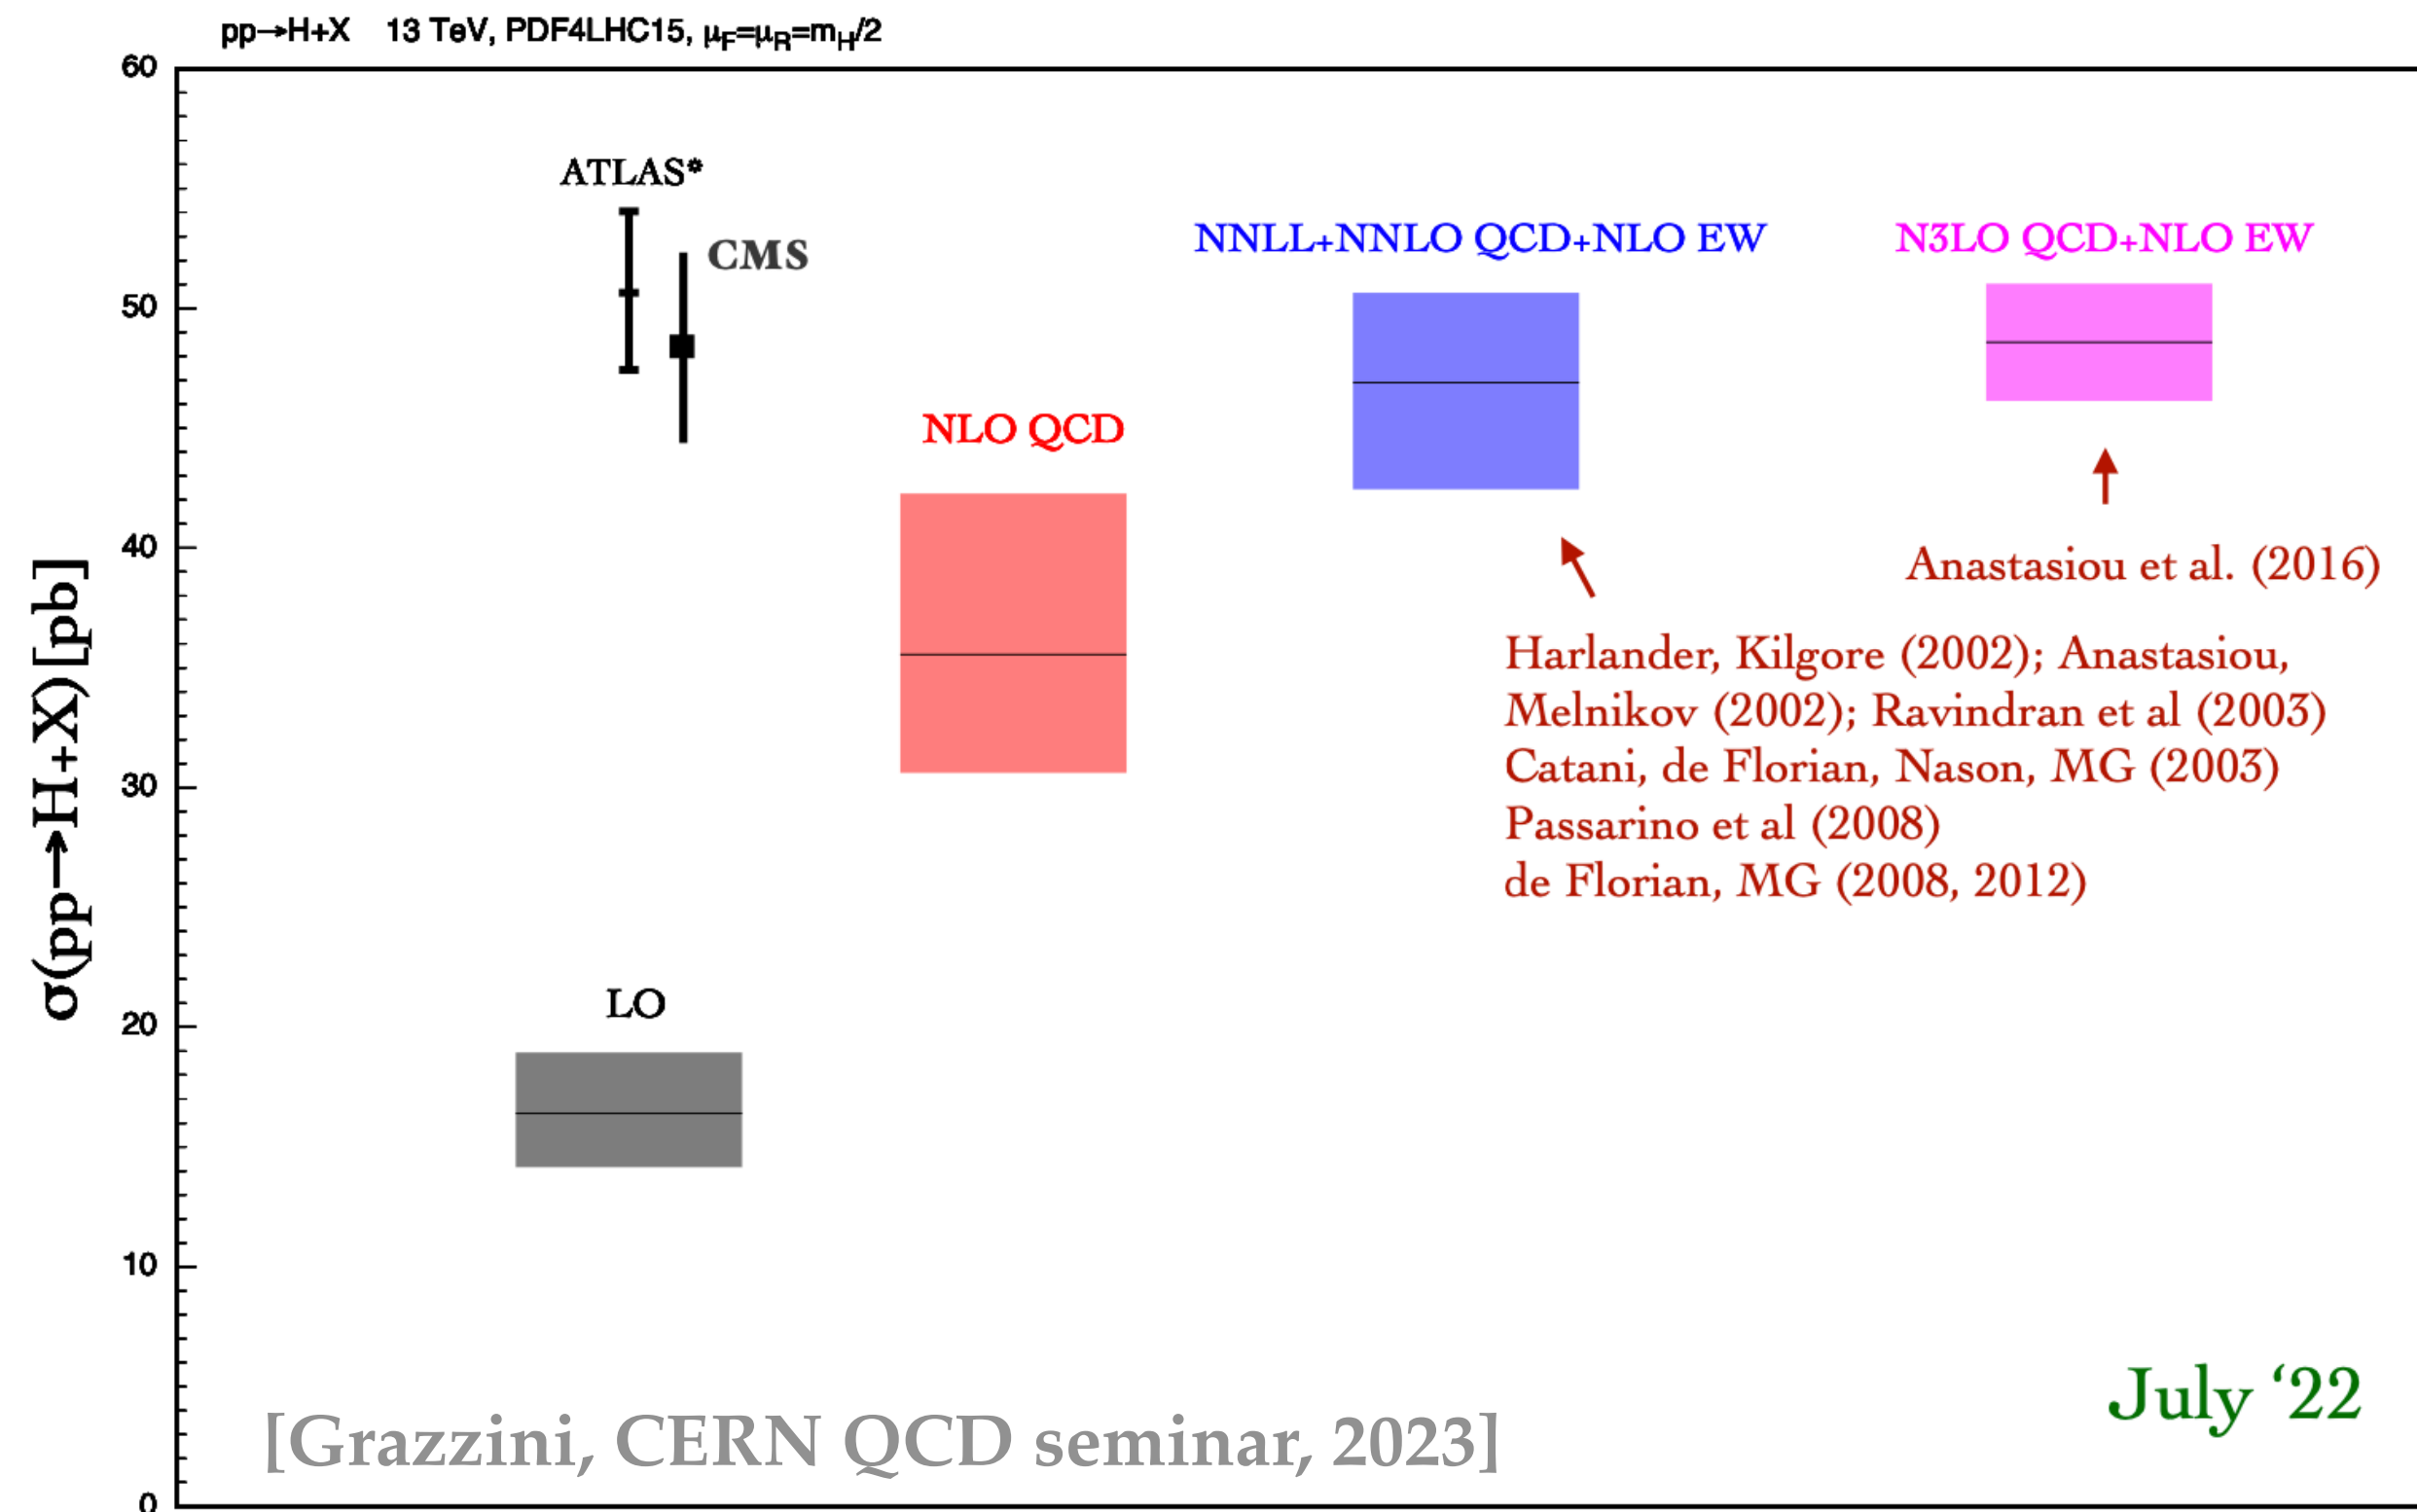 pp→H+X 13 TeV, PDF4LHC15, μF=μR=mH/2
60
50
40
30
20
10
0
σ(pp→H+X)[pb]
ATLAS*
CMS
NNLL+NNLO QCD+NLO EW
N3LO QCD+NLO EW
NLO QCD
LO
Anastasiou et al. (2016)
Harlander, Kilgore (2002); Anastasiou,
Melnikov (2002); Ravindran et al (2003)
Catani, de Florian, Nason, MG (2003)
Passarino et al (2008)
de Florian, MG (2008, 2012)
July ‘22
[Grazzini, CERN QCD seminar, 2023]